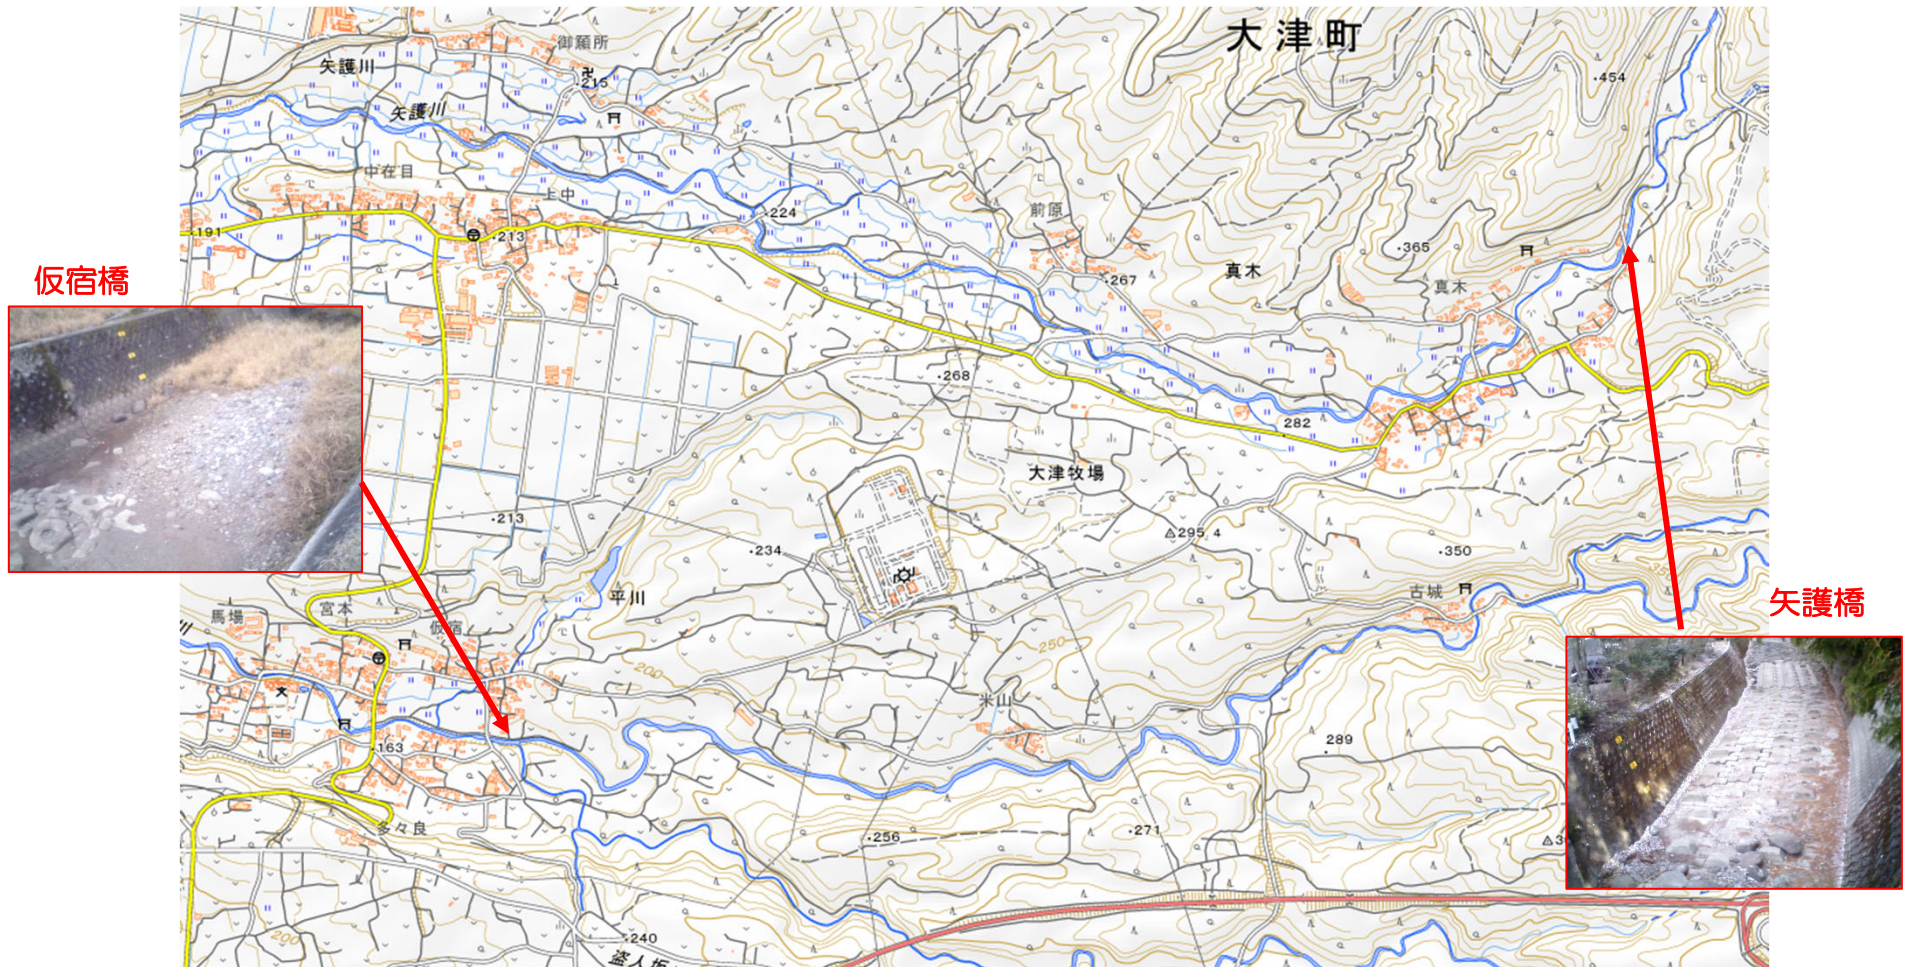 大津町
御願所
矢護川
215
454
矢護川
中在目
上中
224
前原
191
213
365
真木
267
真木
仮宿橋
268
282
大津牧場
213
295.4
234
350
平川
古城
宮本
馬場
仮宿
矢護橋
250
200
米山
289
163
271
256
多々良
200
240